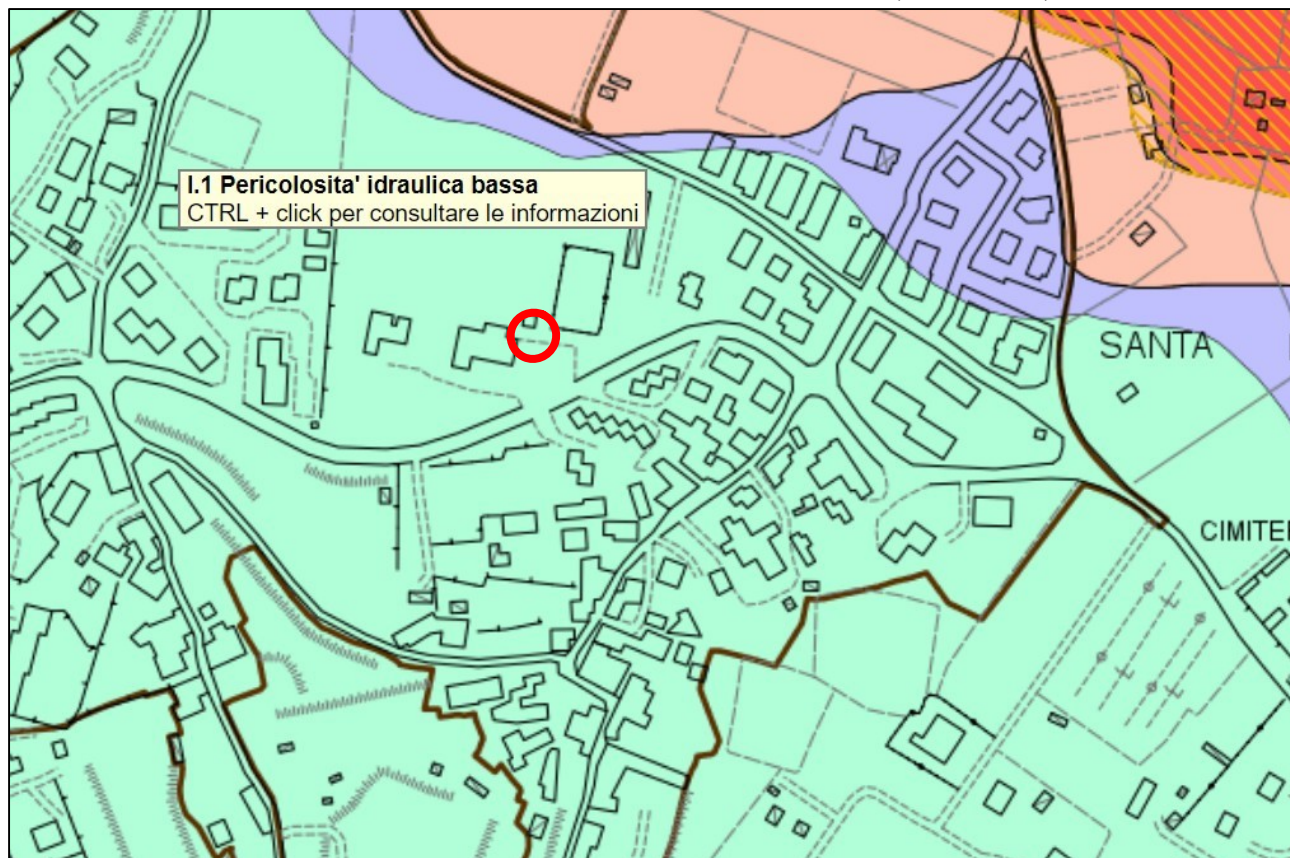 I.1 Pericolosita' idraulica bassa
CTRL + click per consultare le informazioni
SANTA
CIMITE